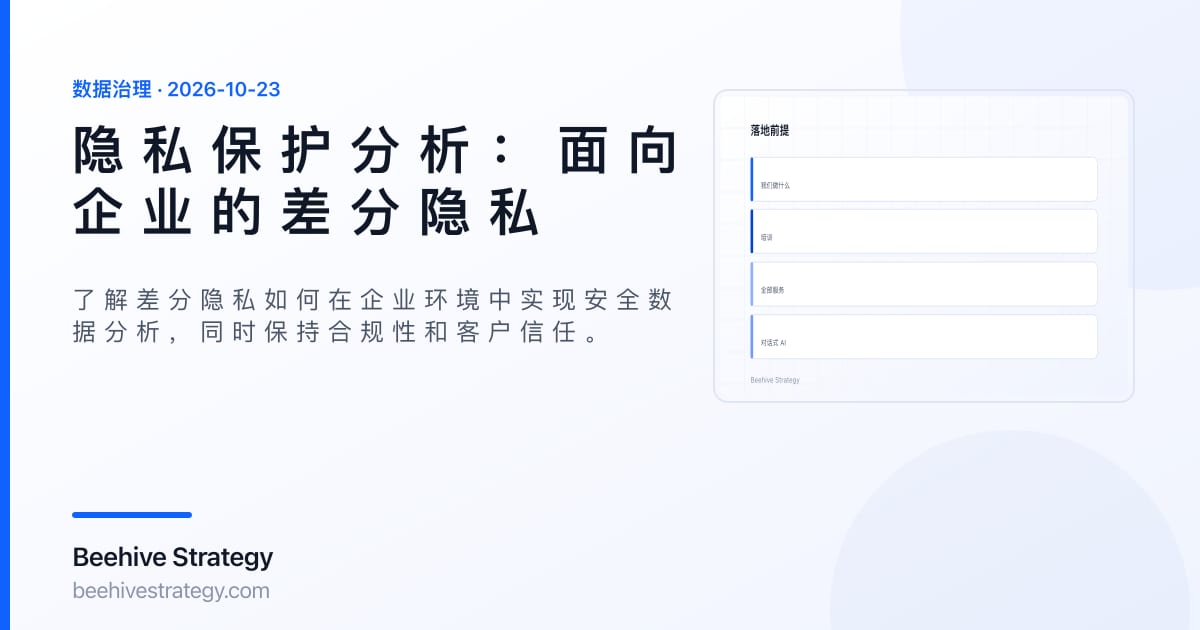 数据治理 · 2026-10-23
隐私保护分析：面向
企业的差分隐私
了解差分隐私如何在企业环境中实现安全数
据分析，同时保持合规性和客户信任。
落地前提
我们做什么
培训
全部服务
对话式 AI
Beehive Strategy
Beehive Strategy
beehivestrategy.com